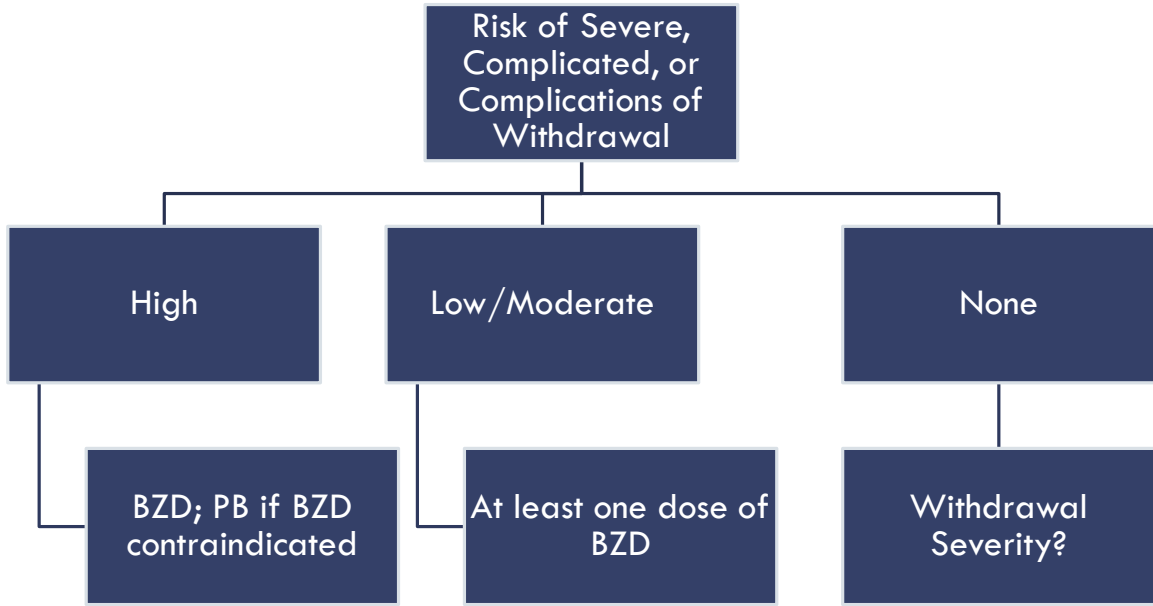 Risk of Severe,
Complicated, or
Complications of
Withdrawal
High
Low/Moderate
None
BZD; PB if BZD
contraindicated
At least one dose of
BZD
Withdrawal
Severity?